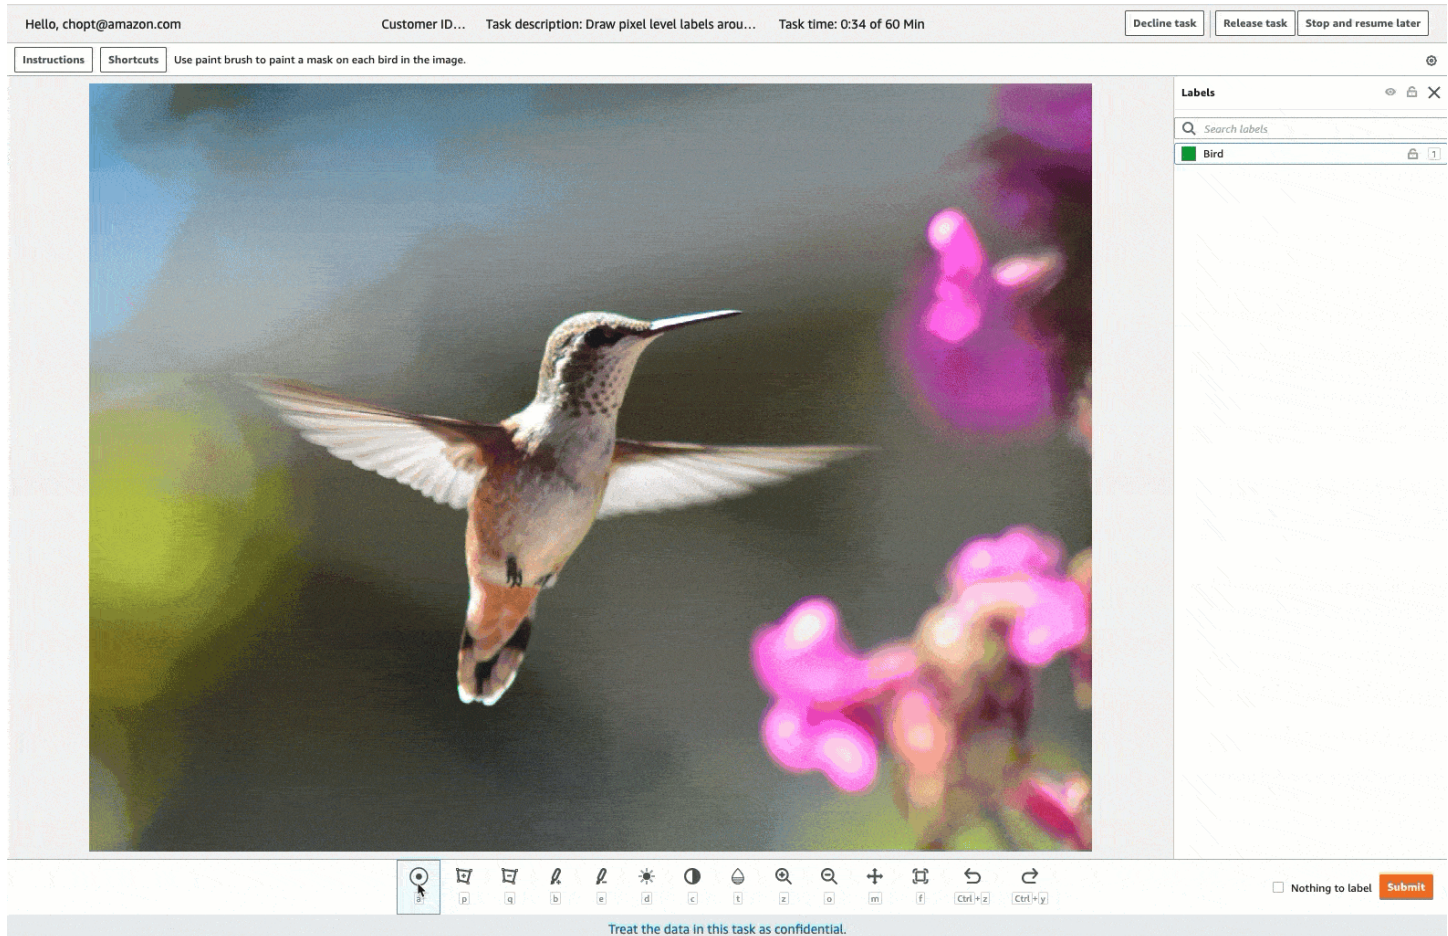 Hello, chopt@amazon.com Customer ID... Task description: Draw pixel level labels arou... Task time: 0:34 of 60 Min Decline task Release task Stop and resume later
Instructions Shortcuts Use paint brush to paint a mask on each bird in the image.
Labels
Search labels
Bird 1
a p q b e d c t z o m f Ctrl+z Ctrl+y
Nothing to label Submit
Treat the data in this task as confidential.